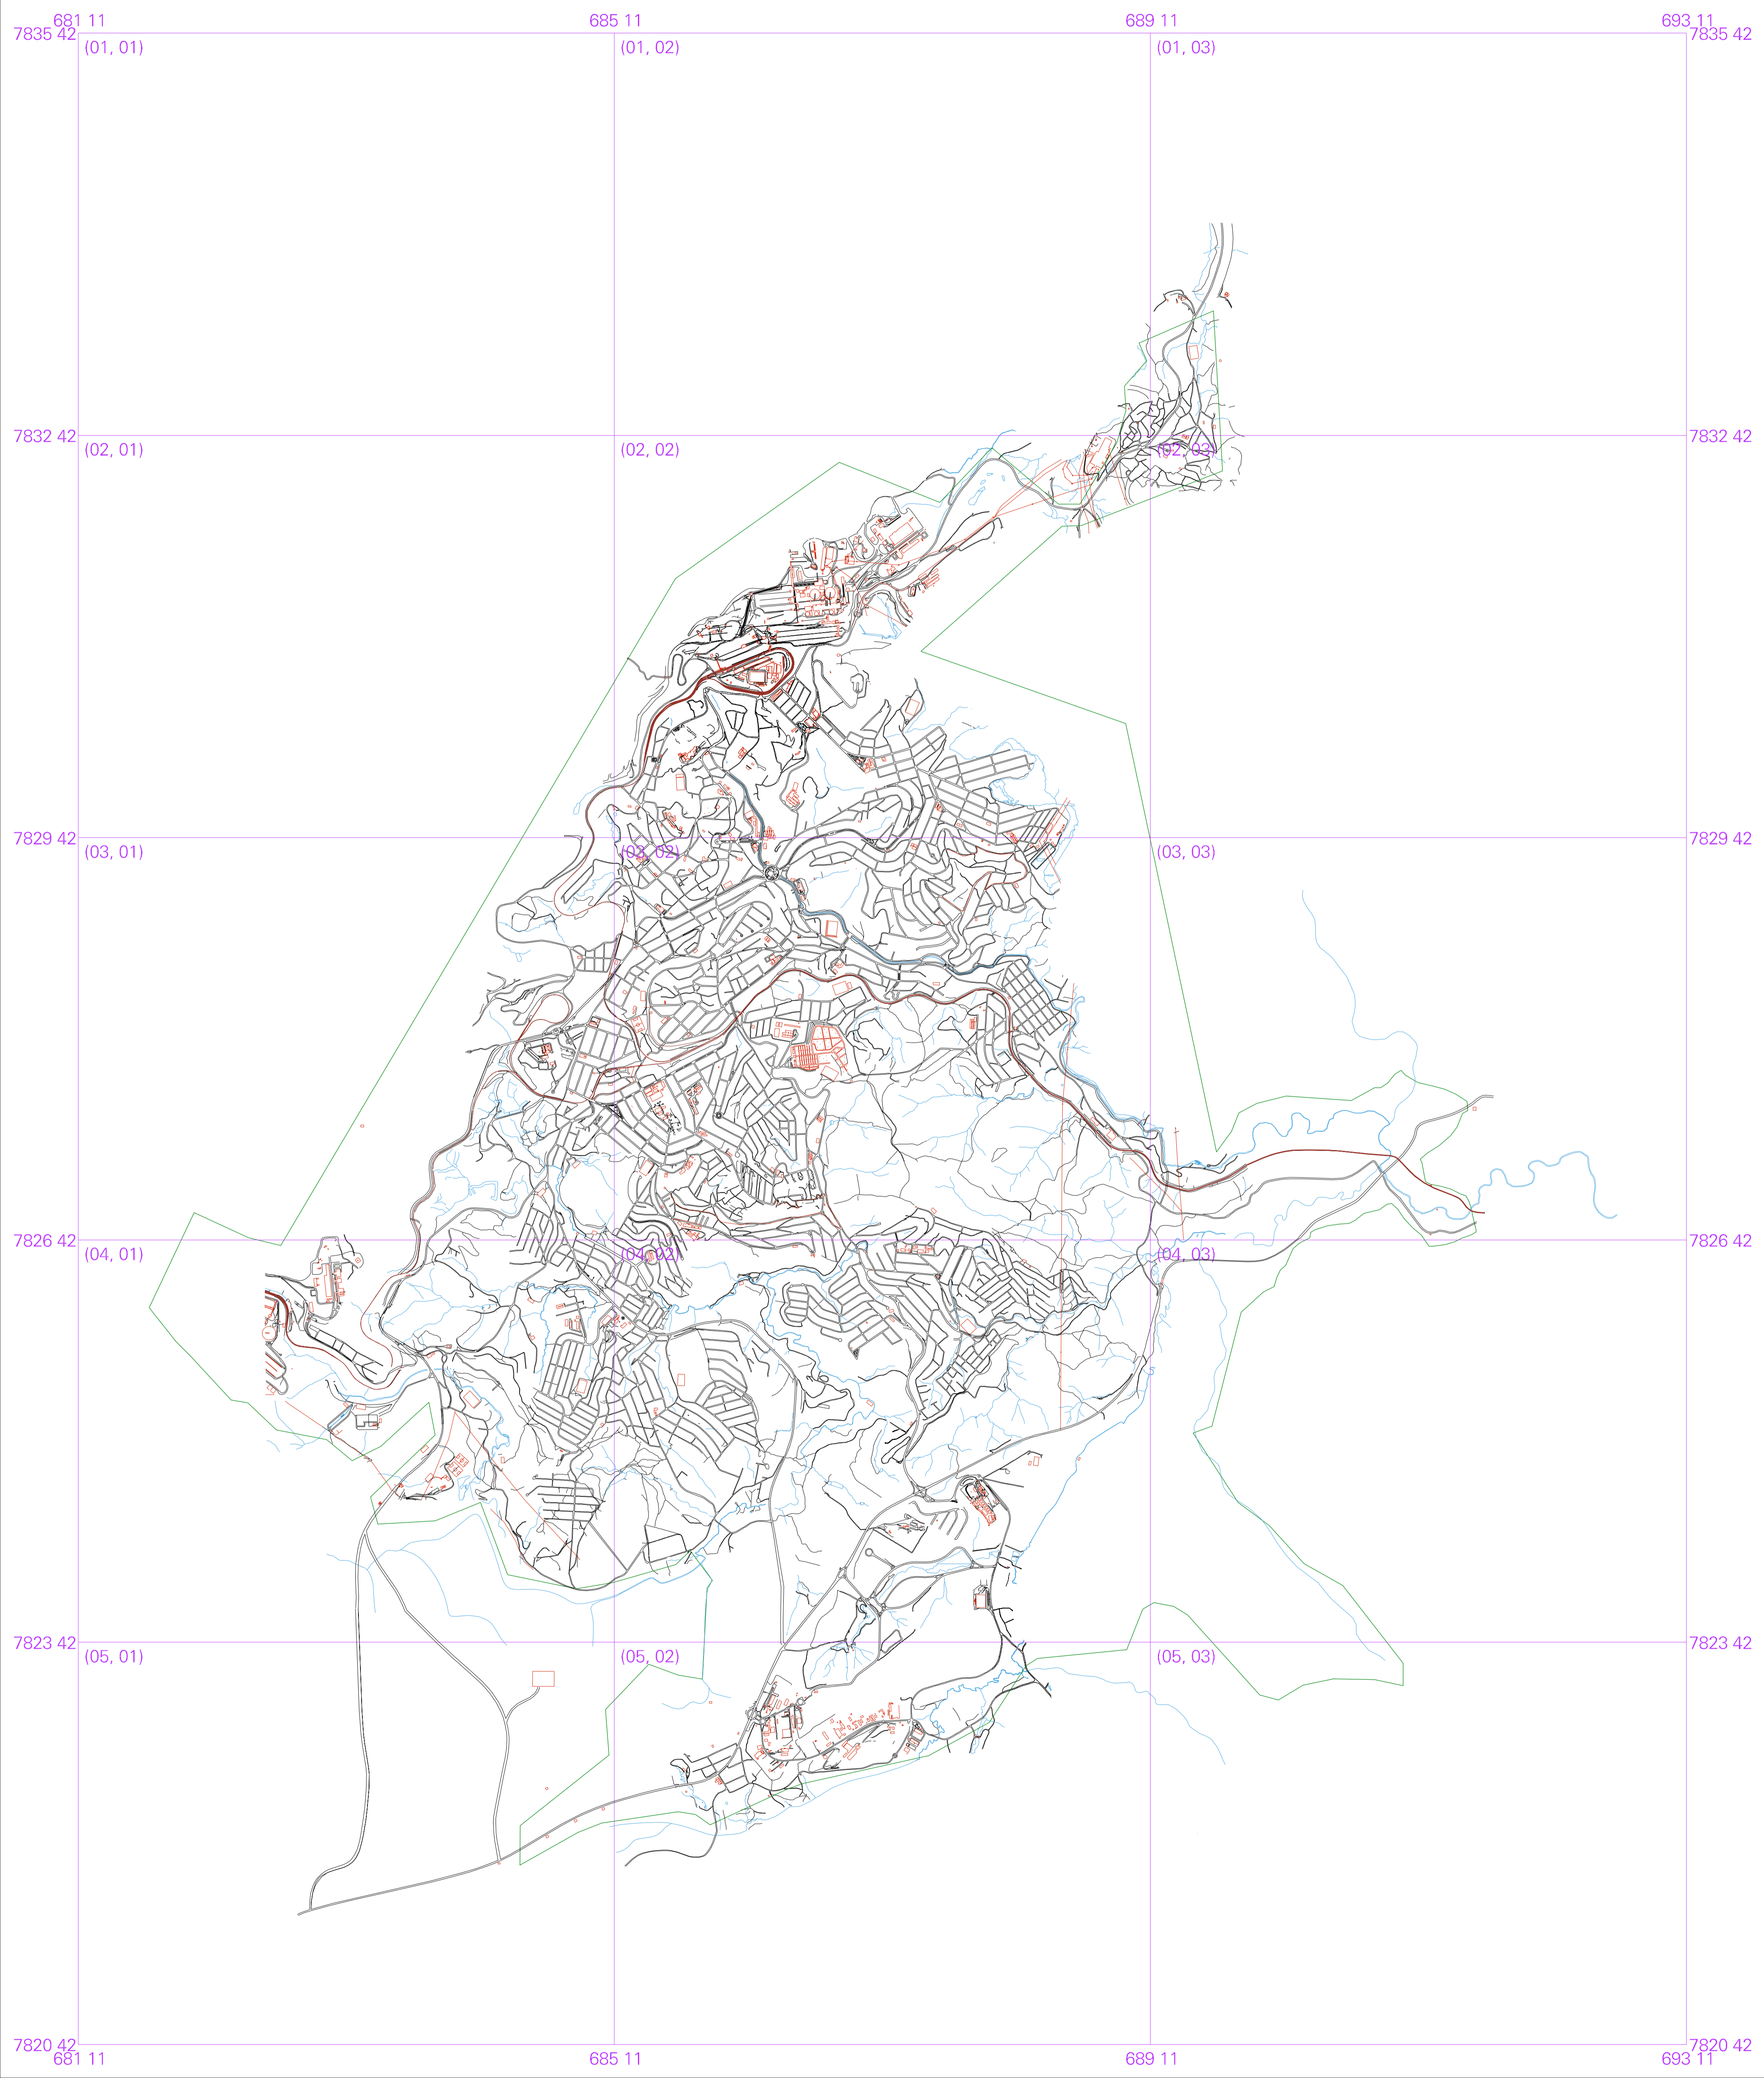 681 11 685 11 689 11 693 11
7835 42 7835 42
(01, 01) (01, 02) (01, 03)
7832 42 7832 42
(02, 01) (02, 02) (02, 03)
7829 42 7829 42
(03, 01) (03, 02) (03, 03)
7826 42 7826 42
(04, 01) (04, 02) (04, 03)
7823 42 7823 42
(05, 01) (05, 02) (05, 03)
7820 42 7820 42
681 11 685 11 689 11 693 11